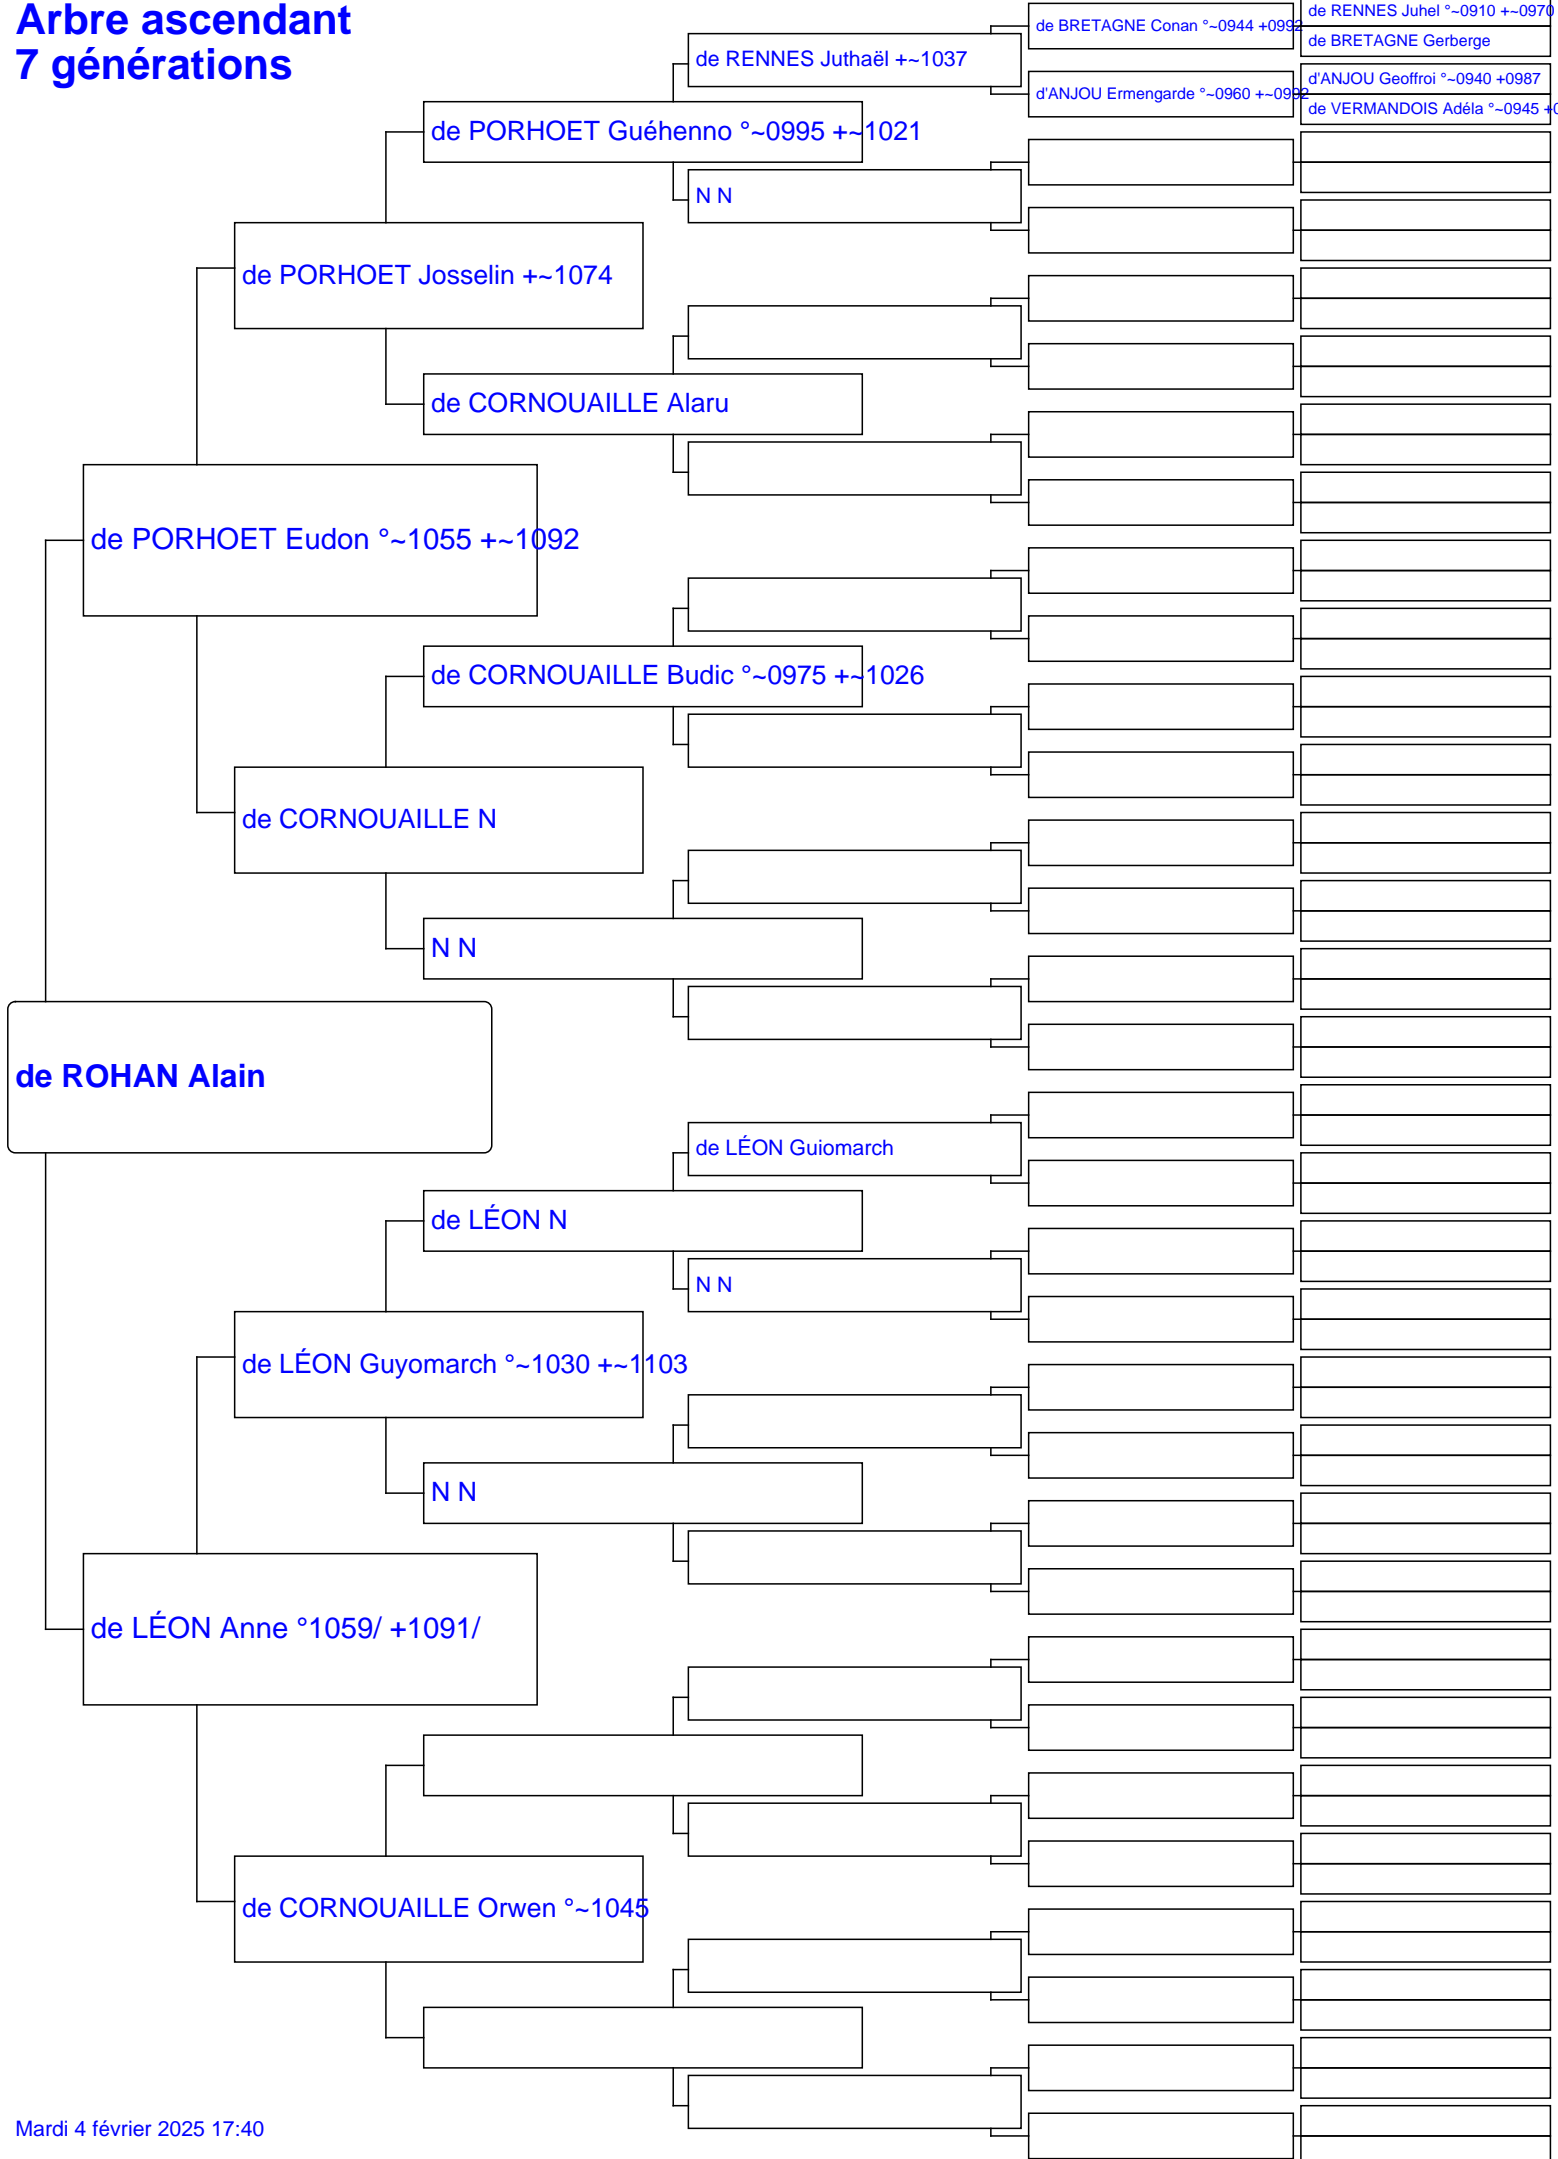 Arbre ascendant
7 générations
de RENNES Juhel °~0910 +~0970
de BRETAGNE Conan °~0944 +0992
de BRETAGNE Gerberge
de RENNES Juthaël +~1037
d'ANJOU Geoffroi °~0940 +0987
d'ANJOU Ermengarde °~0960 +~0992
de VERMANDOIS Adéla °~0945 +0
de PORHOET Guéhenno °~0995 +~1021
N N
de PORHOET Josselin +~1074
de CORNOUAILLE Alaru
de PORHOET Eudon °~1055 +~1092
de CORNOUAILLE Budic °~0975 +~1026
de CORNOUAILLE N
N N
de ROHAN Alain
de LÉON Guiomarch
de LÉON N
N N
de LÉON Guyomarch °~1030 +~1103
N N
de LÉON Anne °1059/ +1091/
de CORNOUAILLE Orwen °~1045
Mardi 4 février 2025 17:40